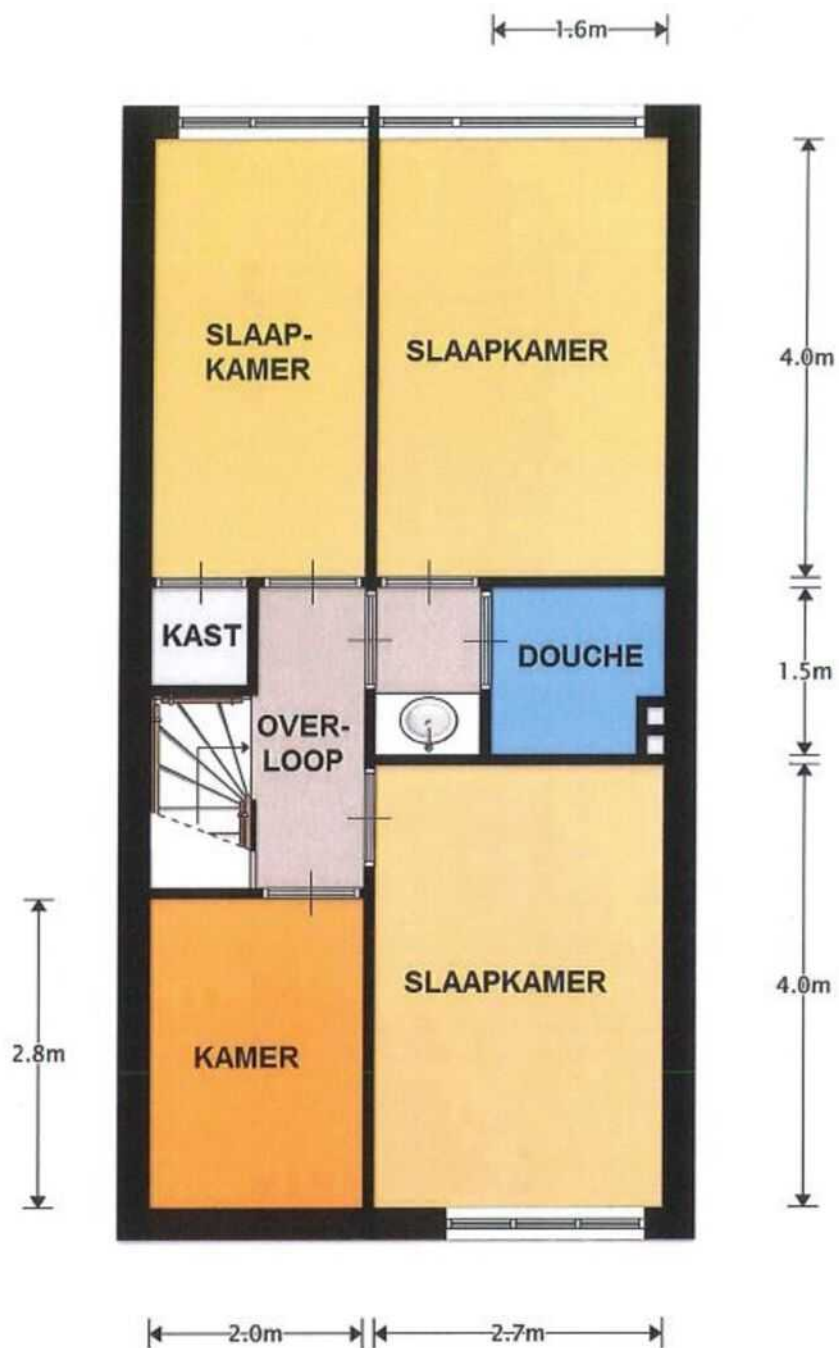 1.6m
SLAAP-
KAMER
SLAAPKAMER
4.0m
KAST
DOUCHE
1.5m
OVER-
LOOP
SLAAPKAMER
4.0m
2.8m
KAMER
2.0m
2.7m